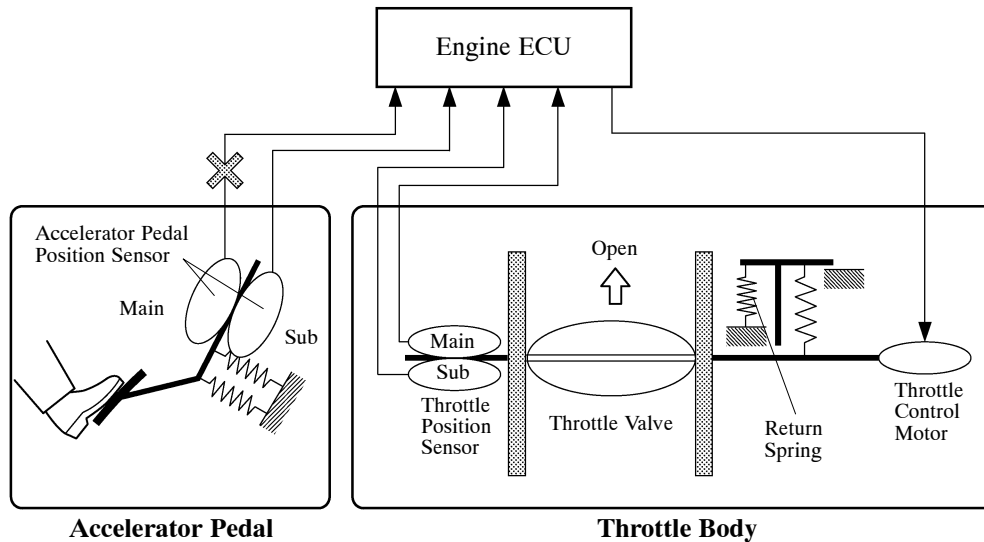 Engine ECU
Accelerator Pedal
Position Sensor
Main
Sub
Open
Main
Sub
Throttle
Position
Sensor
Throttle Valve
Return
Spring
Throttle
Control
Motor
Accelerator Pedal
Throttle Body